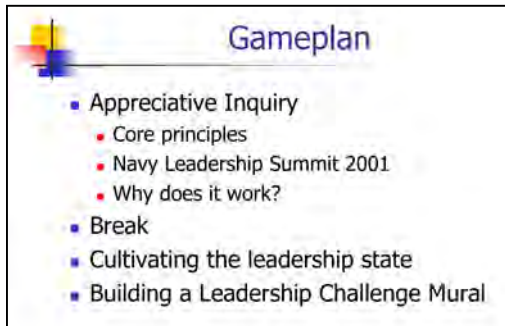 Gameplan
Appreciative Inquiry
Core principles
Navy Leadership Summit 2001
Why does it work?
Break
Cultivating the leadership state
Building a Leadership Challenge Mural